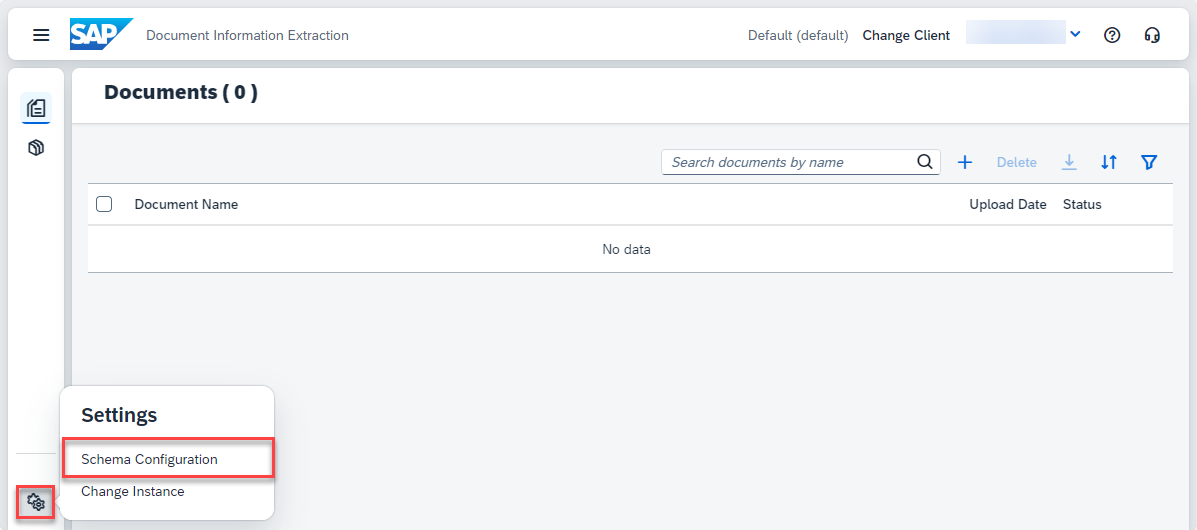 SAP Document Information Extraction Default (default) Change Client
Documents ( 0 )
Search documents by name Delete
Document Name Upload Date Status
No data
Settings
Schema Configuration
Change Instance